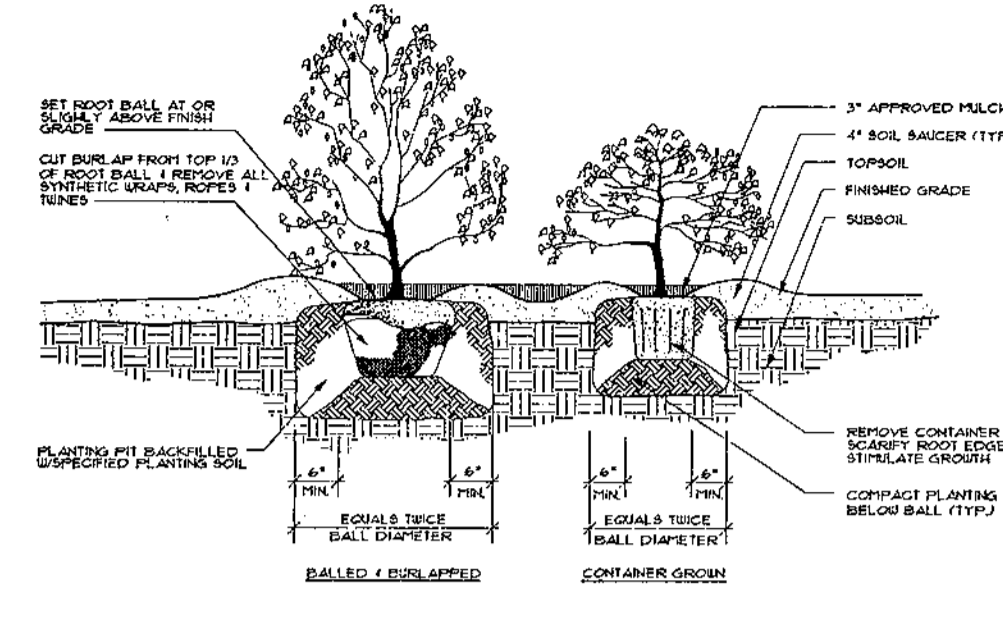 SET ROOT BALL AT OR
SLIGHLY ABOVE FINISH
GRADE
CUT BURLAP FROM TOP 1/3
OF ROOT BALL & REMOVE ALL
SYNTHETIC WRAPS, ROPES &
TWINES
PLANTING PIT BACKFILLED
W/SPECIFIED PLANTING SOIL
3" APPROVED MULCH
4" SOIL SAUCER (TYP
TOPSOIL
FINISHED GRADE
SUBSOIL
REMOVE CONTAINER
SCARIFY ROOT EDGE
STIMULATE GROWTH
COMPACT PLANTING
BELOW BALL (TYP.)
6" 6"
MIN. MIN.
EQUALS TWICE
BALL DIAMETER
BALLED & BURLAPPED
6" 6"
MIN. MIN.
EQUALS TWICE
BALL DIAMETER
CONTAINER GROWN